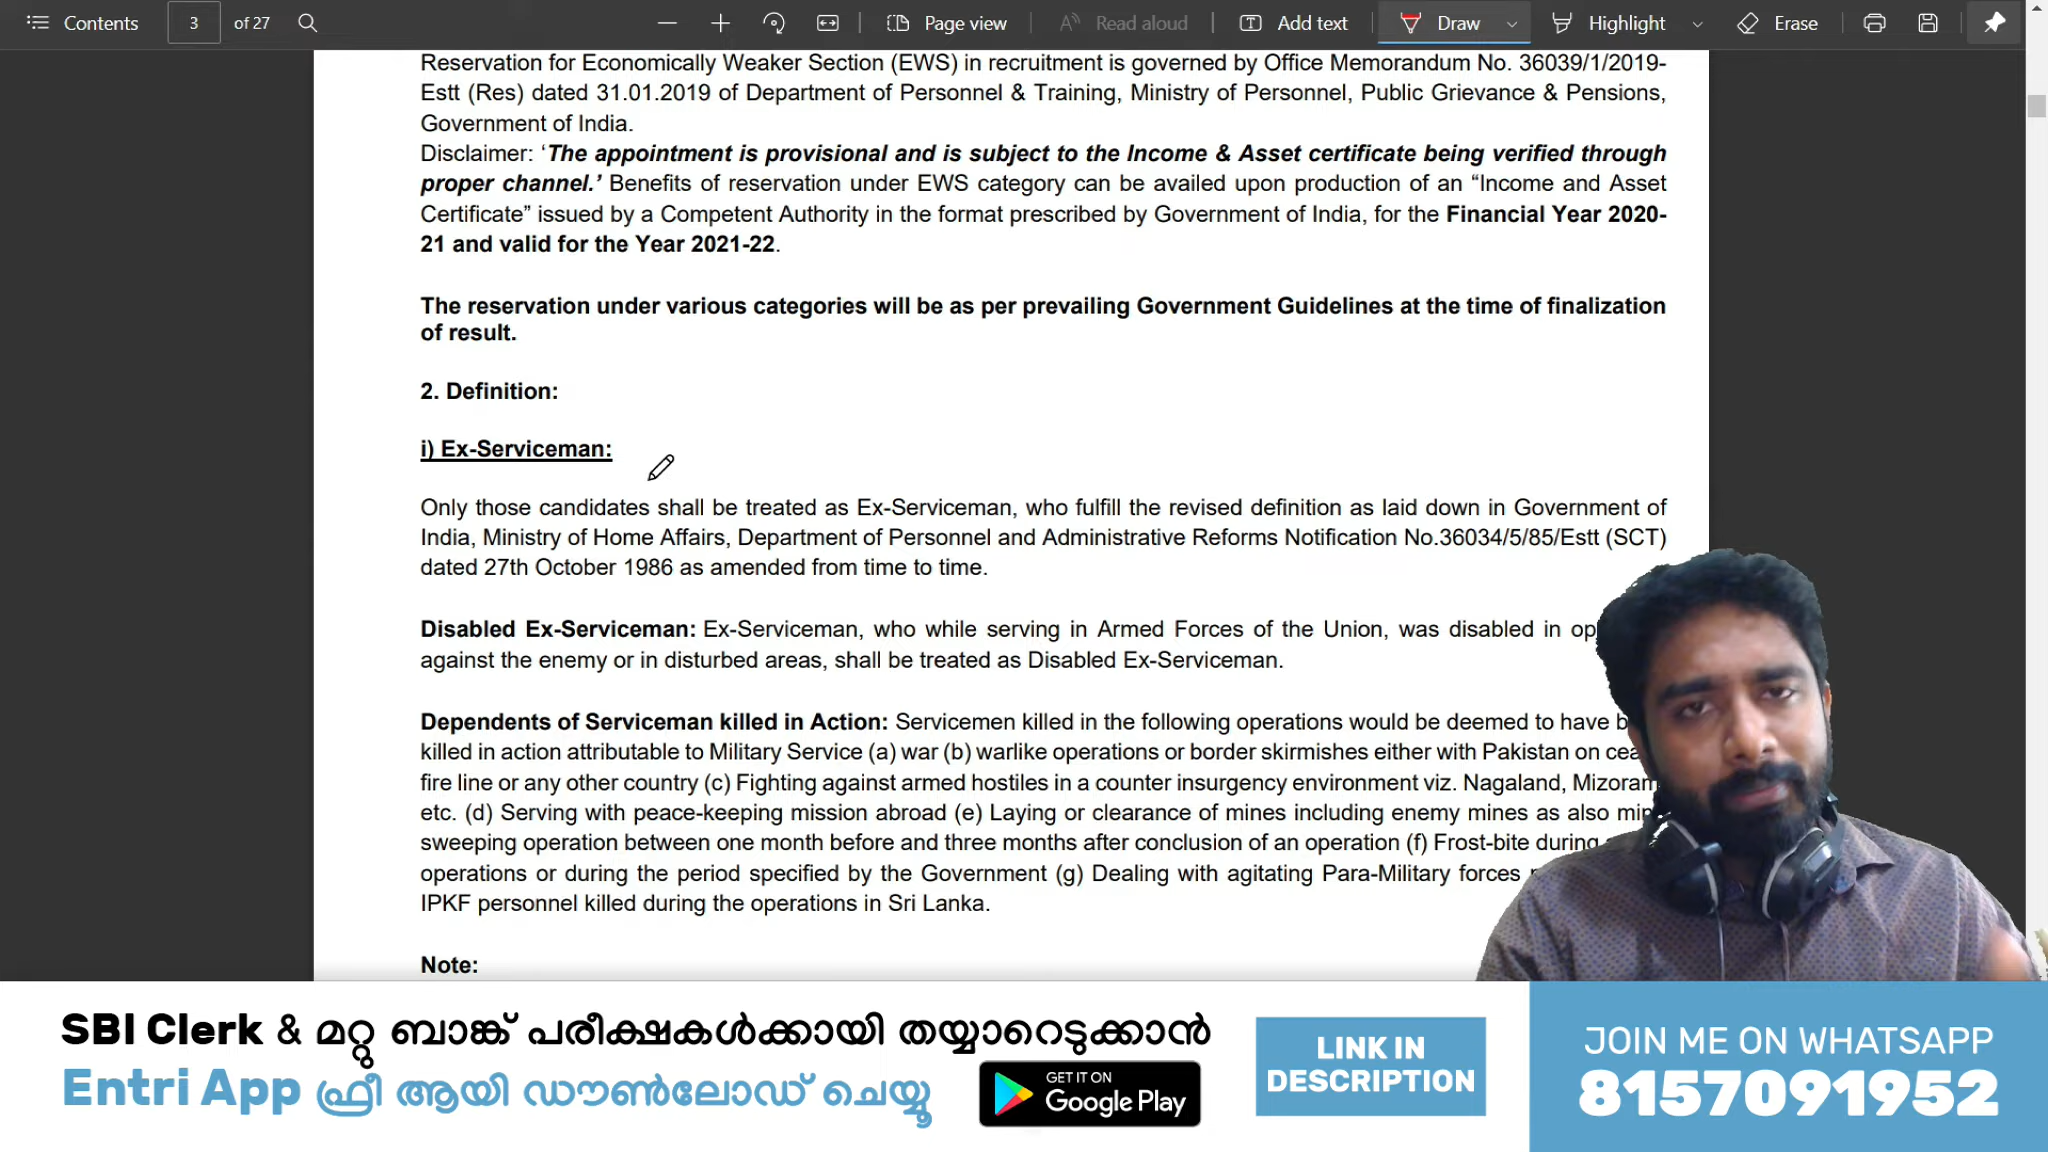 Contents 3 of 27 Page view Read aloud Add text Draw Highlight Erase
Reservation for Economically Weaker Section (EWS) in recruitment is governed by Office Memorandum No. 36039/1/2019-
Estt (Res) dated 31.01.2019 of Department of Personnel & Training, Ministry of Personnel, Public Grievance & Pensions,
Government of India.
Disclaimer: ‘The appointment is provisional and is subject to the Income & Asset certificate being verified through
proper channel.’ Benefits of reservation under EWS category can be availed upon production of an “Income and Asset
Certificate” issued by a Competent Authority in the format prescribed by Government of India, for the Financial Year 2020-
21 and valid for the Year 2021-22.
The reservation under various categories will be as per prevailing Government Guidelines at the time of finalization
of result.
2. Definition:
i) Ex-Serviceman:
Only those candidates shall be treated as Ex-Serviceman, who fulfill the revised definition as laid down in Government of
India, Ministry of Home Affairs, Department of Personnel and Administrative Reforms Notification No.36034/5/85/Estt (SCT)
dated 27th October 1986 as amended from time to time.
Disabled Ex-Serviceman: Ex-Serviceman, who while serving in Armed Forces of the Union, was disabled in
against the enemy or in disturbed areas, shall be treated as Disabled Ex-Serviceman.
Dependents of Serviceman killed in Action: Servicemen killed in the following operations would be deemed to have
killed in action attributable to Military Service (a) war (b) warlike operations or border skirmishes either with Pakistan on
fire line or any other country (c) Fighting against armed hostiles in a counter insurgency environment viz. Nagaland, Mizoram
etc. (d) Serving with peace-keeping mission abroad (e) Laying or clearance of mines including enemy mines as also
sweeping operation between one month before and three months after conclusion of an operation (f) Frost-bite during
operations or during the period specified by the Government (g) Dealing with agitating Para-Military forces
IPKF personnel killed during the operations in Sri Lanka.
Note:
SBI Clerk & മറ്റു ബാങ്ക് പരീക്ഷകൾക്കായി തയ്യാറെടുക്കാൻ
Entri App ഫ്രീ ആയി ഡൗൺലോഡ് ചെയ്യൂ
GET IT ON
Google Play
LINK IN
DESCRIPTION
JOIN ME ON WHATSAPP
8157091952